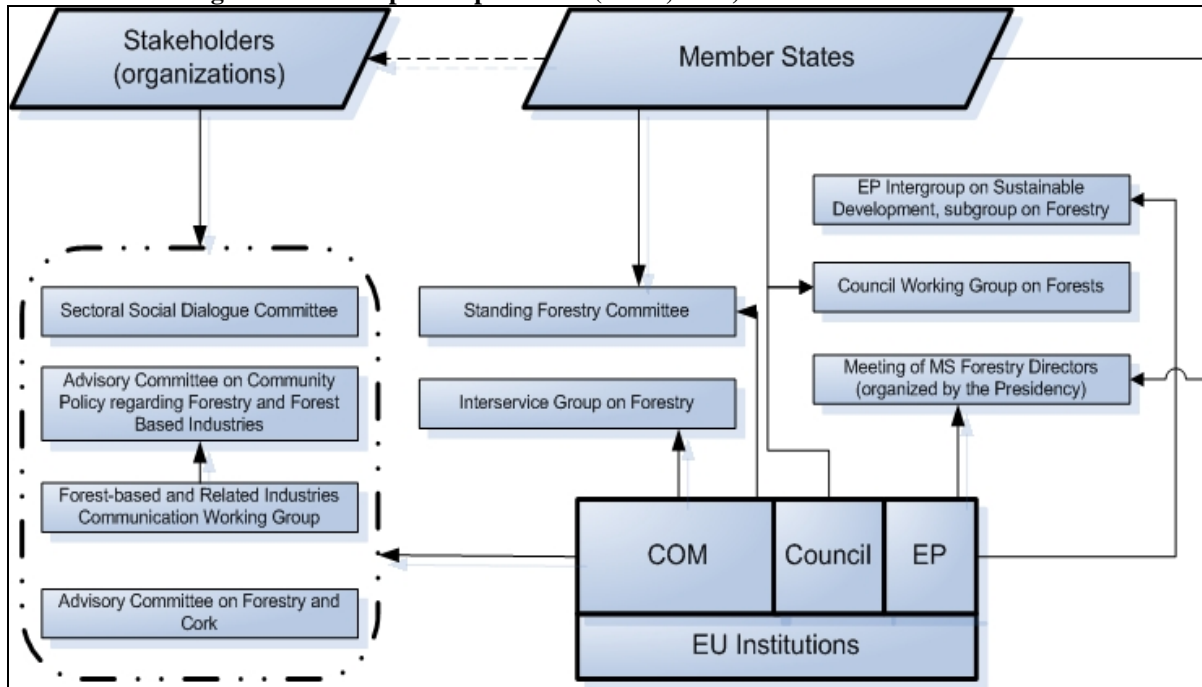 Stakeholders
(organizations)
Member States
EP Intergroup on Sustainable
Development, subgroup on Forestry
Sectoral Social Dialogue Committee
Standing Forestry Committee
Council Working Group on Forests
Advisory Committee on Community
Policy regarding Forestry and Forest
Based Industries
Interservice Group on Forestry
Meeting of MS Forestry Directors
(organized by the Presidency)
Forest-based and Related Industries
Communication Working Group
Advisory Committee on Forestry and
Cork
COM
Council
EP
EU Institutions